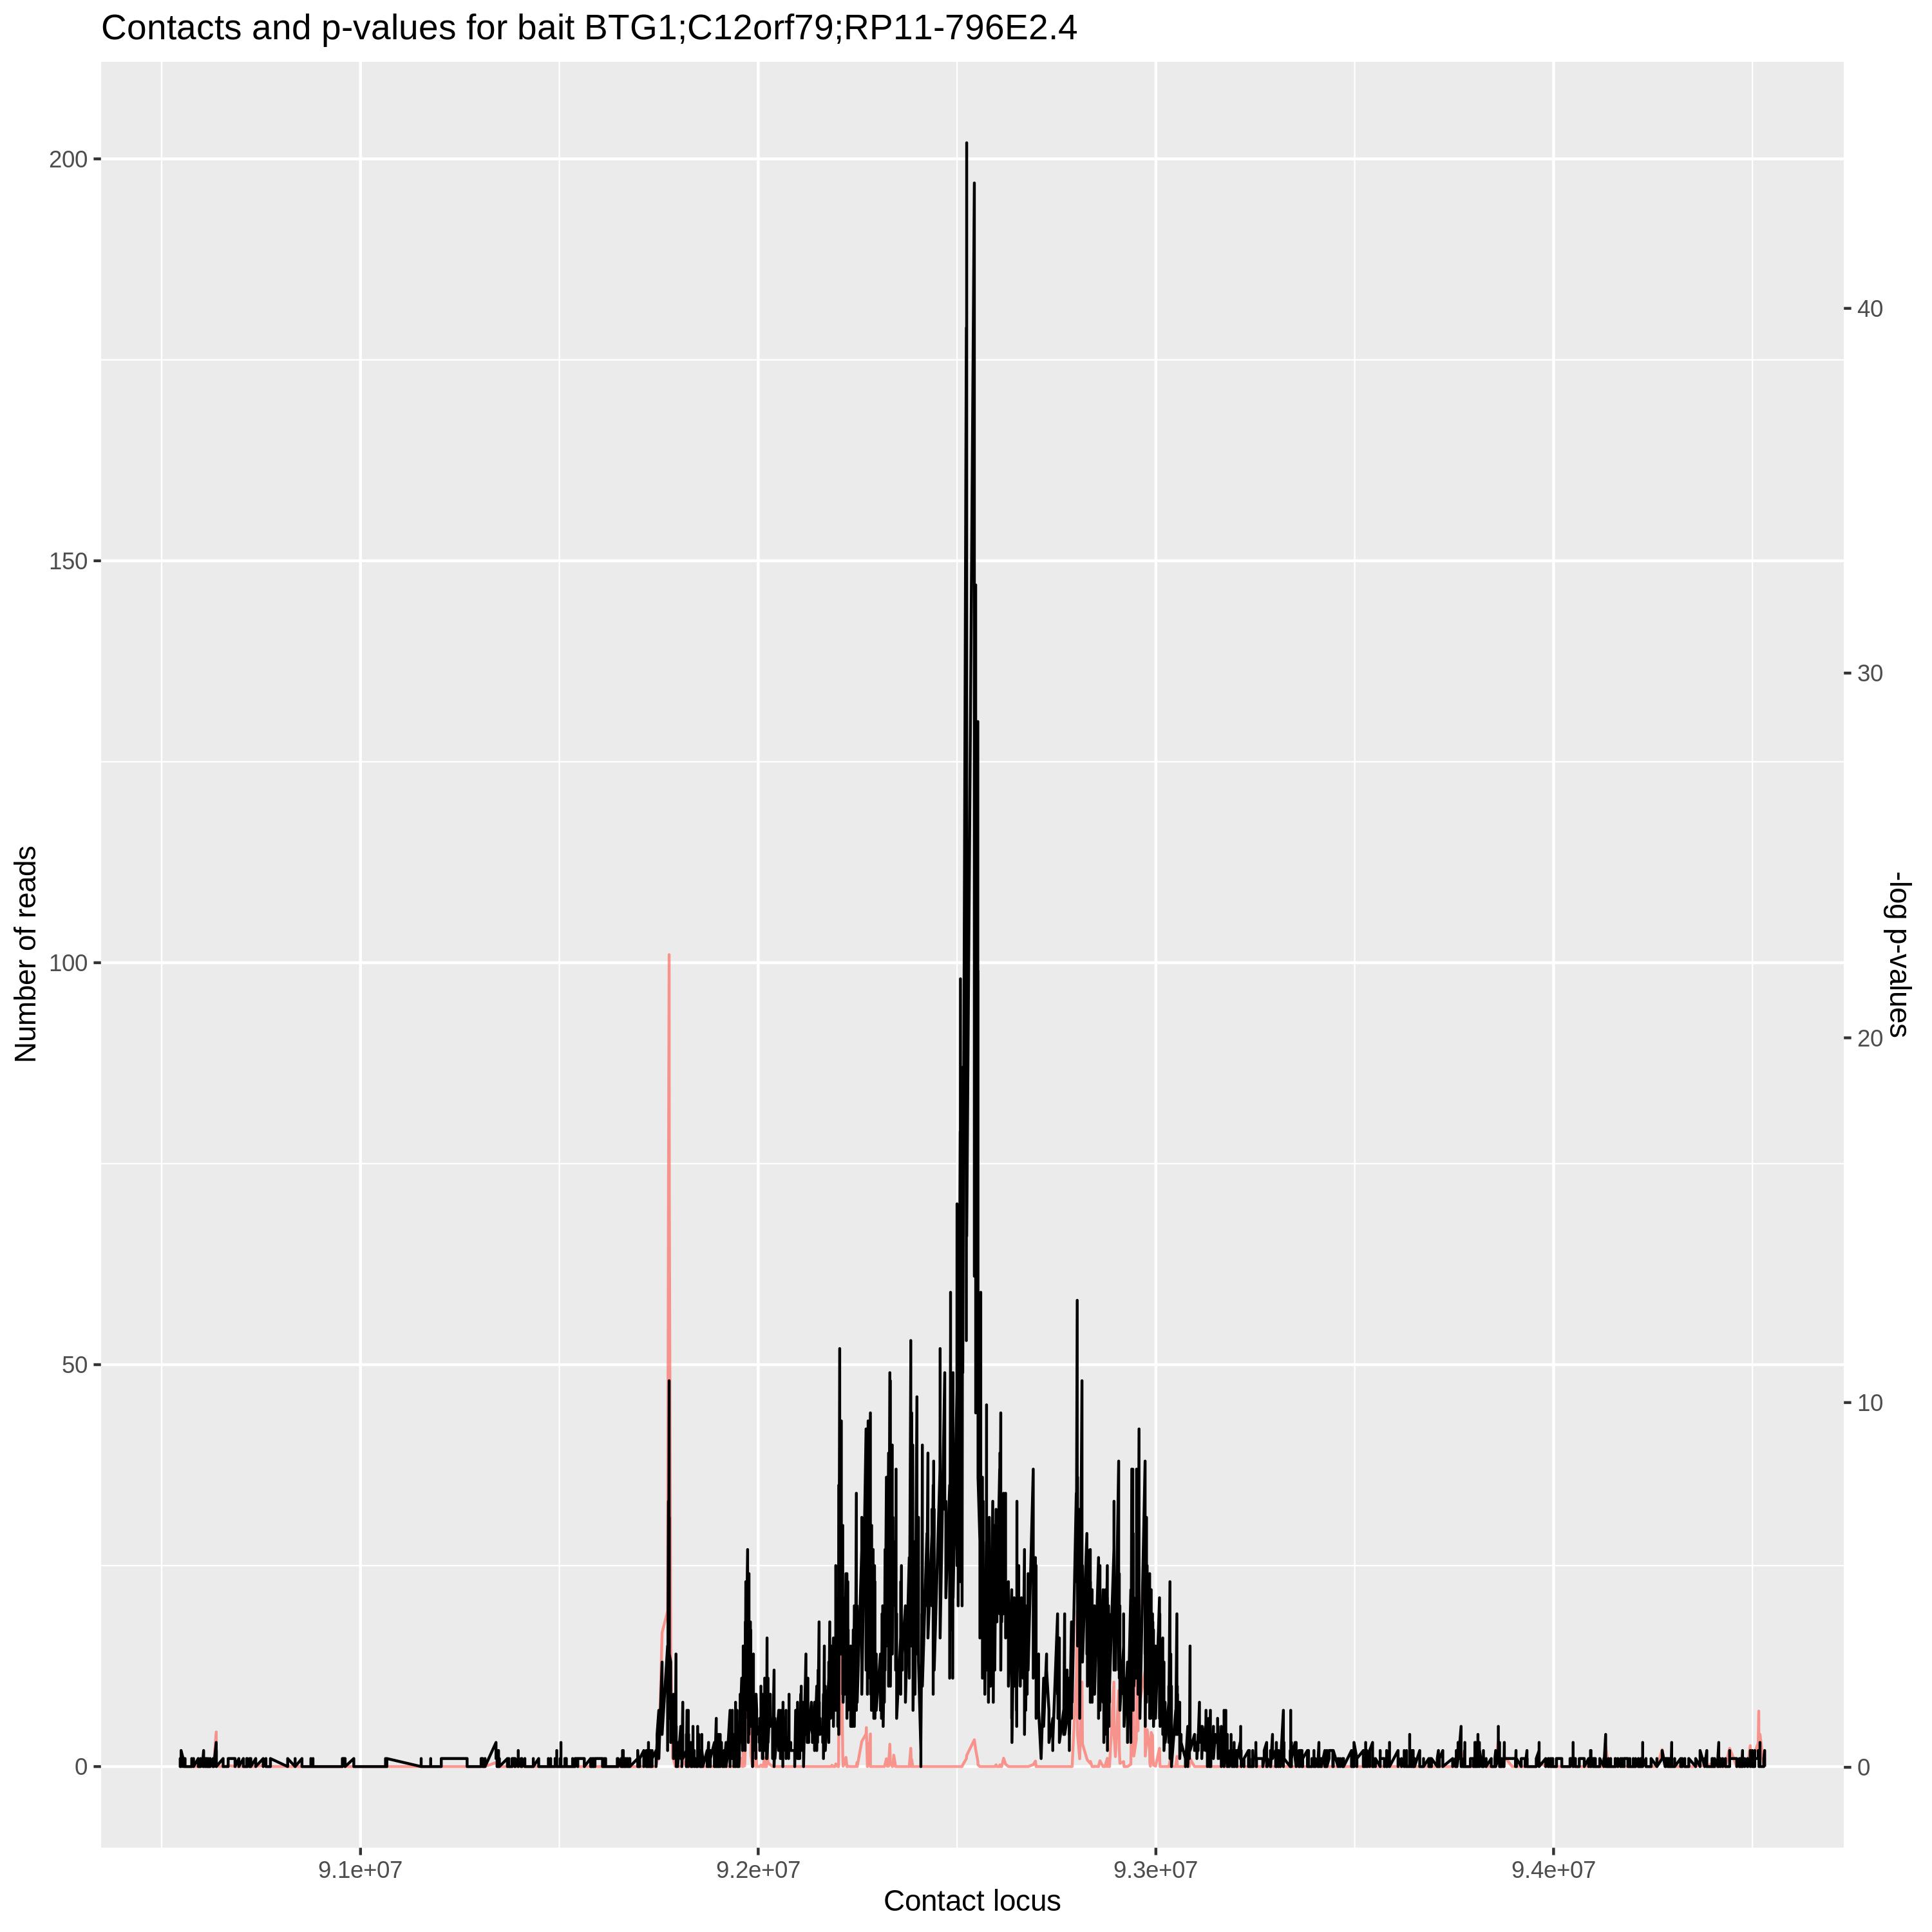 Contacts and p-values for bait BTG1;C12orf79;RP11-796E2.4
200
150
100
50
0
Number of reads
40
30
20
10
0
-log p-values
9.1e+07
9.2e+07
9.3e+07
9.4e+07
Contact locus